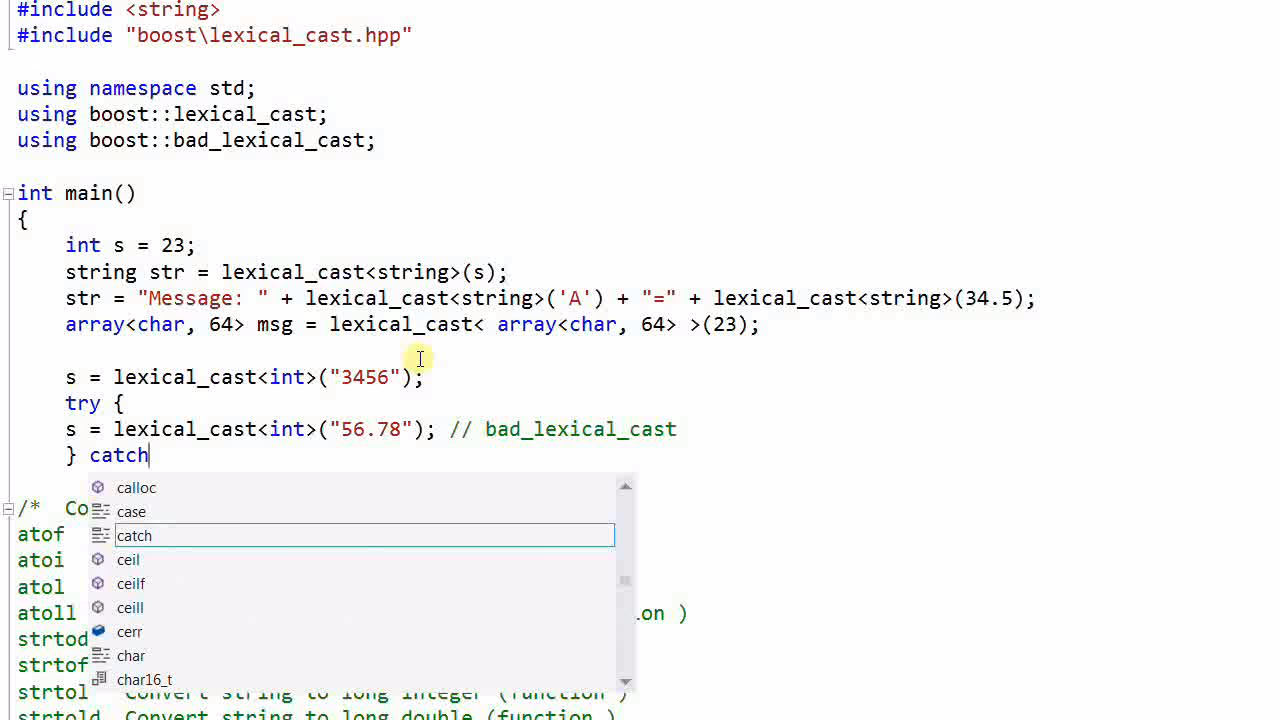 #include <string>
#include "boost\lexical_cast.hpp"
using namespace std;
using boost::lexical_cast;
using boost::bad_lexical_cast;
int main()
{
int s = 23;
string str = lexical_cast<string>(s);
str = "Message: " + lexical_cast<string>('A') + "=" + lexical_cast<string>(34.5);
array<char, 64> msg = lexical_cast< array<char, 64> >(23);
s = lexical_cast<int>("3456");
try {
s = lexical_cast<int>("56.78"); // bad_lexical_cast
} catch
calloc
case
catch
ceil
ceilf
ceill
cerr
char
char16_t
/* Co
atof
atoi
atol
atoll ion )
strtod
strtof
strtol Convert string to long integer (function )
strtold Convert string to long double (function )